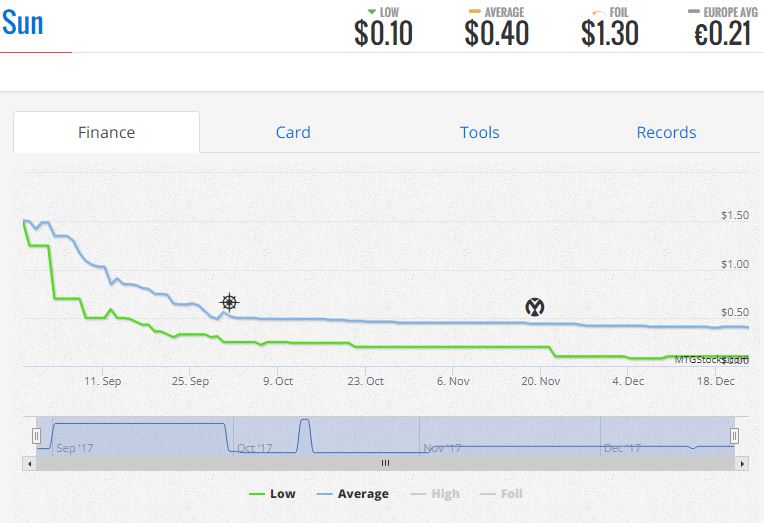 Sun
LOW AVERAGE FOIL EUROPE AVG
$0.10 $0.40 $1.30 €0.21
Finance Card Tools Records
$1.50
$1.00
$0.50
MTGStocks.com
$0.00
11. Sep 25. Sep 9. Oct 23. Oct 6. Nov 20. Nov 4. Dec 18. Dec
Sep '17 Oct '17 Nov '17 Dec '17
Low Average High Foil